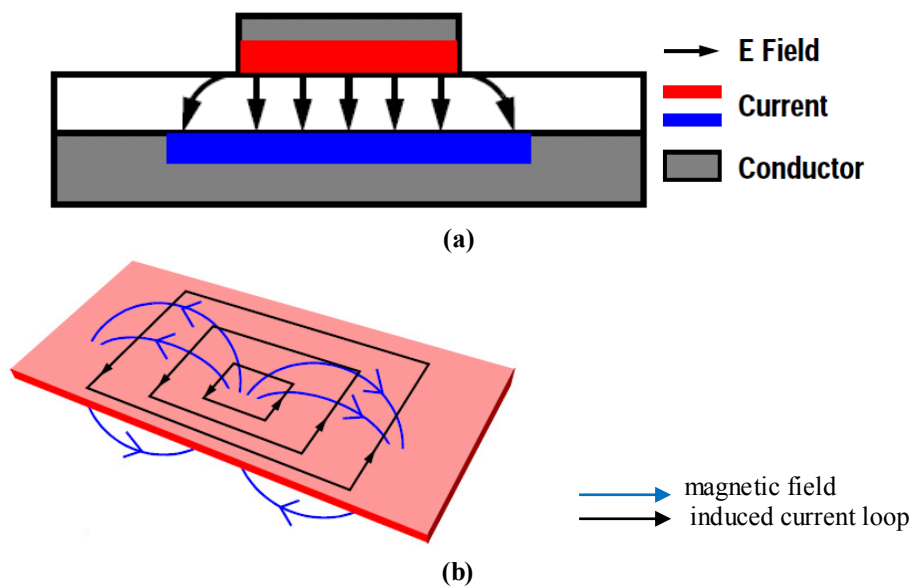 E Field
Current
Conductor
(a)
magnetic field
induced current loop
(b)